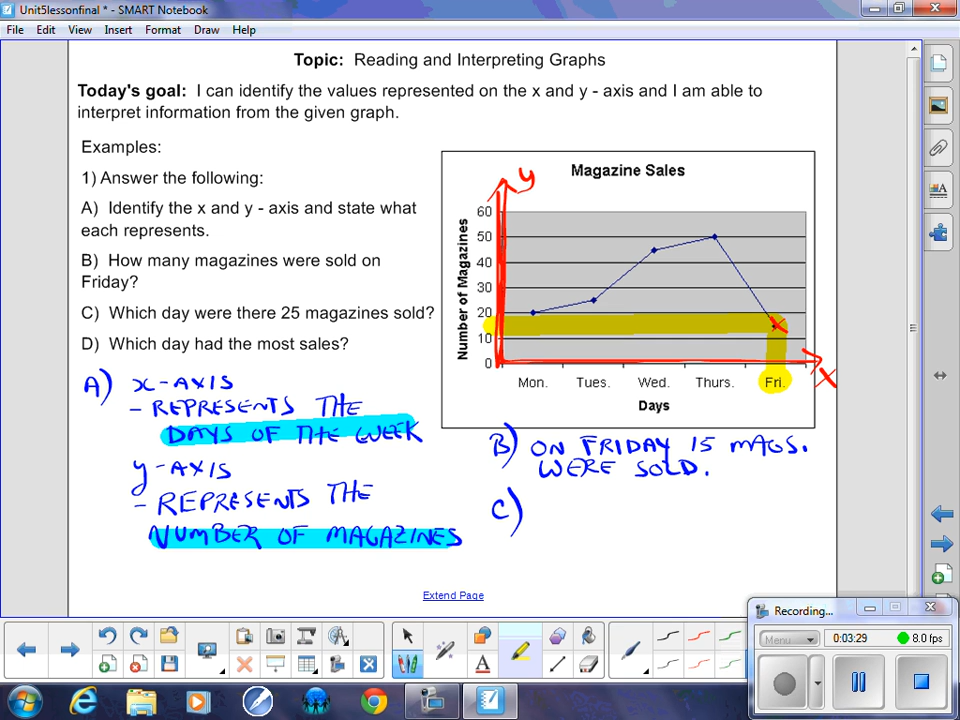 Unit5lessonfinal * - SMART Notebook
File Edit View Insert Format Draw Help
Topic: Reading and Interpreting Graphs
Today's goal: I can identify the values represented on the x and y - axis and I am able to
interpret information from the given graph.
Examples:
1) Answer the following:
A) Identify the x and y - axis and state what
each represents.
B) How many magazines were sold on
Friday?
C) Which day were there 25 magazines sold?
D) Which day had the most sales?
Magazine Sales
y
Number of Magazines
60
50
40
30
20
10
0
Mon. Tues. Wed. Thurs. Fri.
x
Days
A) x-AXIS
- REPRESENTS THE
DAYS OF THE WEEK
y-AXIS
- REPRESENTS THE
NUMBER OF MAGAZINES
B) ON FRIDAY 15 MAGS.
WERE SOLD.
C)
Extend Page
Recording...
Menu 0:03:29 8.0 fps